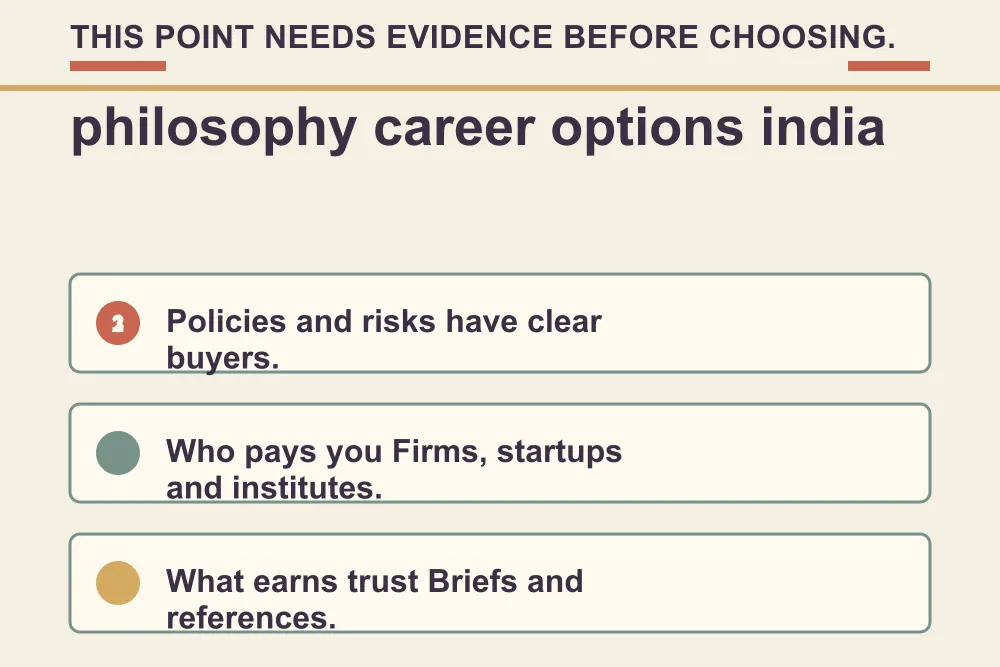 THIS POINT NEEDS EVIDENCE BEFORE CHOOSING.
philosophy career options india
Policies and risks have clear
buyers.
Who pays you Firms, startups
and institutes.
What earns trust Briefs and
references.